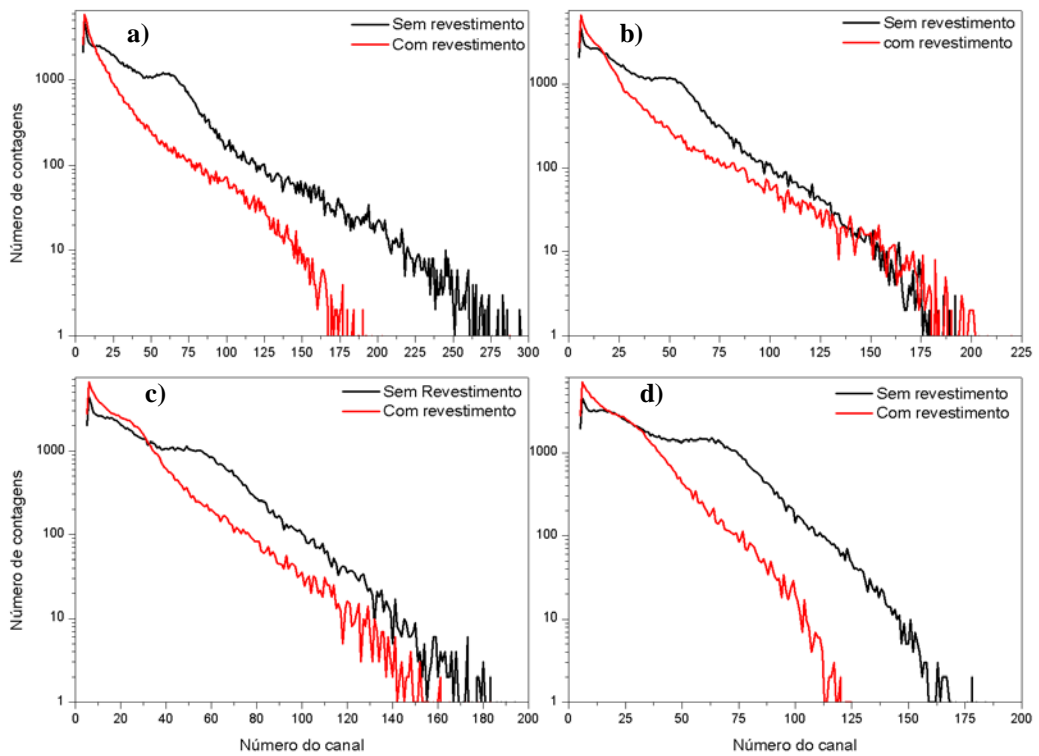 a)
Sem revestimento
Com revestimento
1000
100
10
1
0 25 50 75 100 125 150 175 200 225 250 275 300
Número de contagens
b)
Sem revestimento
com revestimento
1000
100
10
1
0 25 50 75 100 125 150 175 200 225
c)
Sem Revestimento
Com revestimento
1000
100
10
1
0 20 40 60 80 100 120 140 160 180 200
Número de contagens
Número do canal
d)
Sem revestimento
Com revestimento
1000
100
10
1
0 25 50 75 100 125 150 175 200
Número do canal